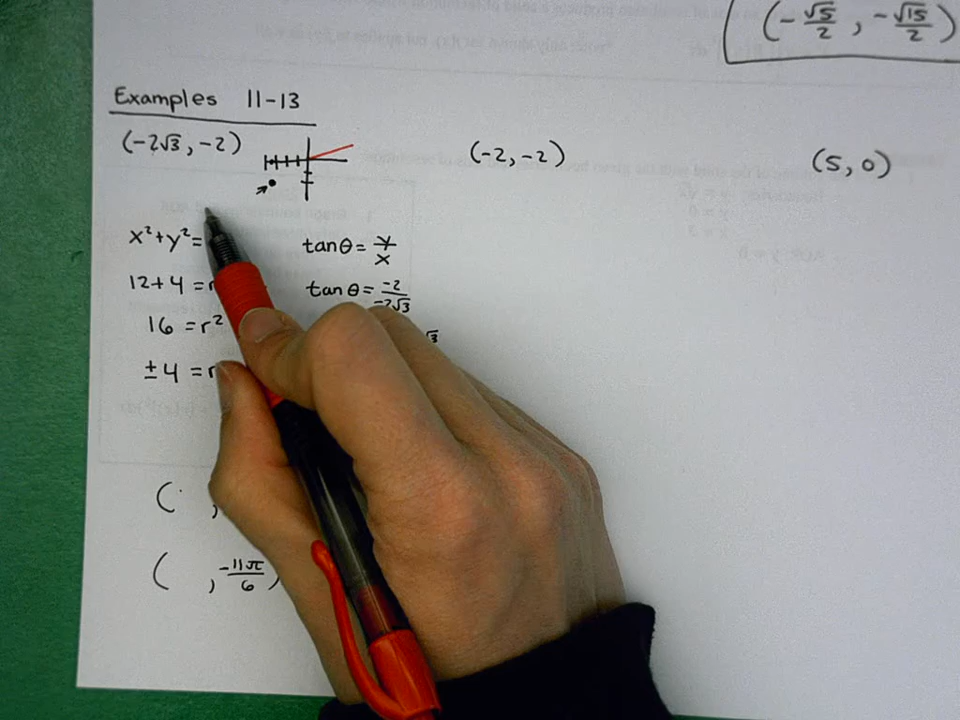 (-√5/2, -√15/2)
Examples 11-13
(-2√3, -2)
(-2, -2)
(5, 0)
x²+y²=
tanθ = y/x
12+4 = r
tanθ = -2/-2√3
16 = r²
±4 = r
( ,
( , -11π/6)